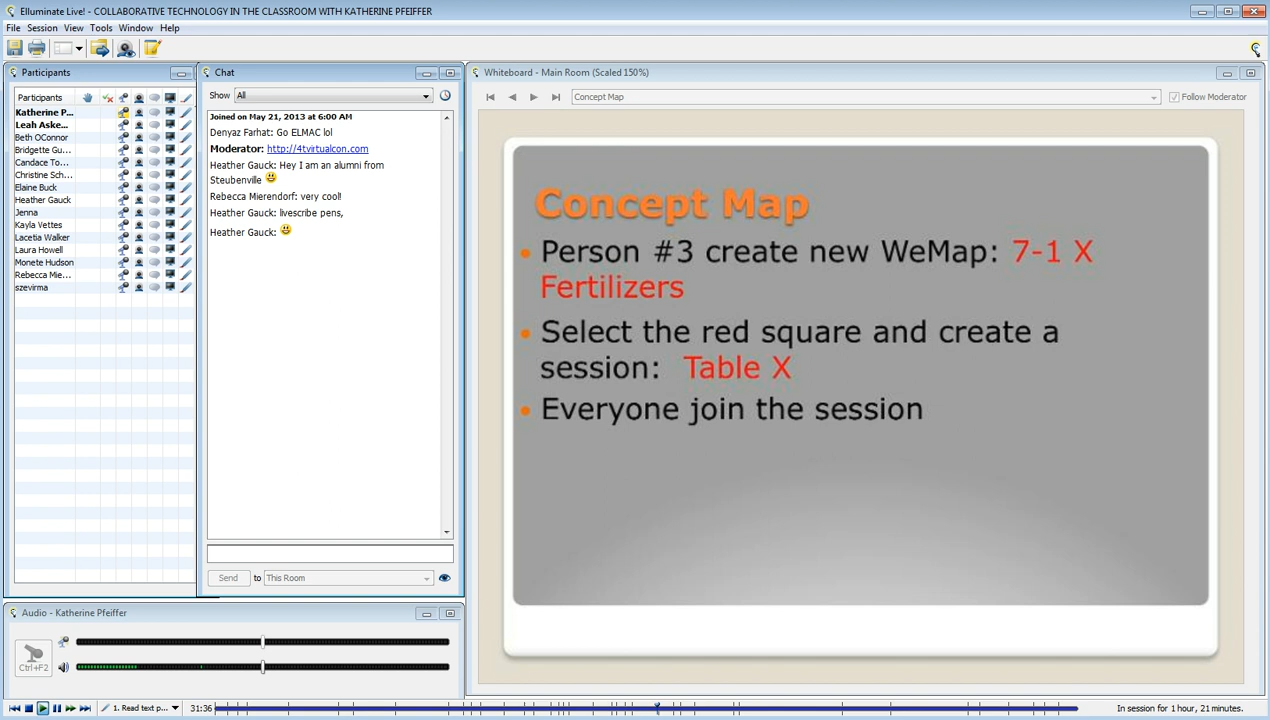 Elluminate Live! - COLLABORATIVE TECHNOLOGY IN THE CLASSROOM WITH KATHERINE PFEIFFER
File Session View Tools Window Help
Participants
Participants
Katherine P...
Leah Aske...
Beth OConnor
Bridgette Gu...
Candace To...
Christine Sch...
Elaine Buck
Heather Gauck
Jenna
Kayla Vettes
Lacetia Walker
Laura Howell
Monete Hudson
Rebecca Mie...
szevirma
Chat
Show All
Joined on May 21, 2013 at 6:00 AM
Denyaz Farhat: Go ELMAC lol
Moderator: http://4tvirtualcon.com
Heather Gauck: Hey I am an alumni from
Steubenville
Rebecca Mierendorf: very cool!
Heather Gauck: livescribe pens,
Heather Gauck:
Send to This Room
Audio - Katherine Pfeiffer
Ctrl+F2
Whiteboard - Main Room (Scaled 150%)
Concept Map Follow Moderator
Concept Map
• Person #3 create new WeMap: 7-1 X
Fertilizers
• Select the red square and create a
session: Table X
• Everyone join the session
1. Read text p... 31:36 In session for 1 hour, 21 minutes.